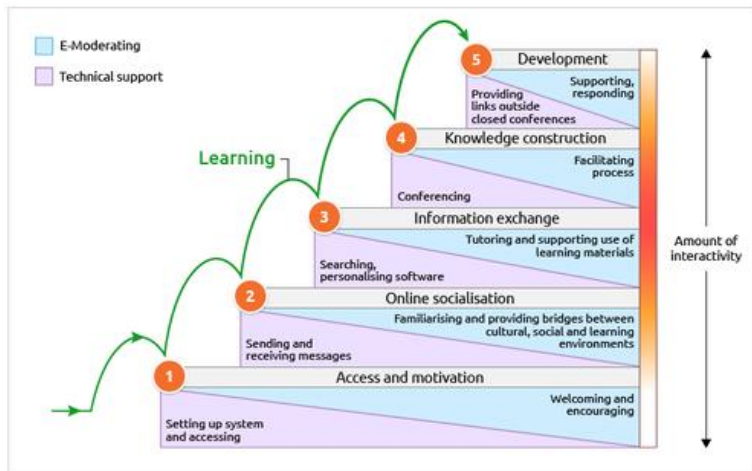 E-Moderating
Technical support
Learning
5
Development
Supporting,
responding
Providing
links outside
closed conferences
4
Knowledge construction
Facilitating
process
Conferencing
3
Information exchange
Tutoring and supporting use of
learning materials
Searching,
personalising software
2
Online socialisation
Familiarising and providing bridges between
cultural, social and learning
environments
Sending and
receiving messages
1
Access and motivation
Welcoming and
encouraging
Setting up system
and accessing
Amount of
interactivity